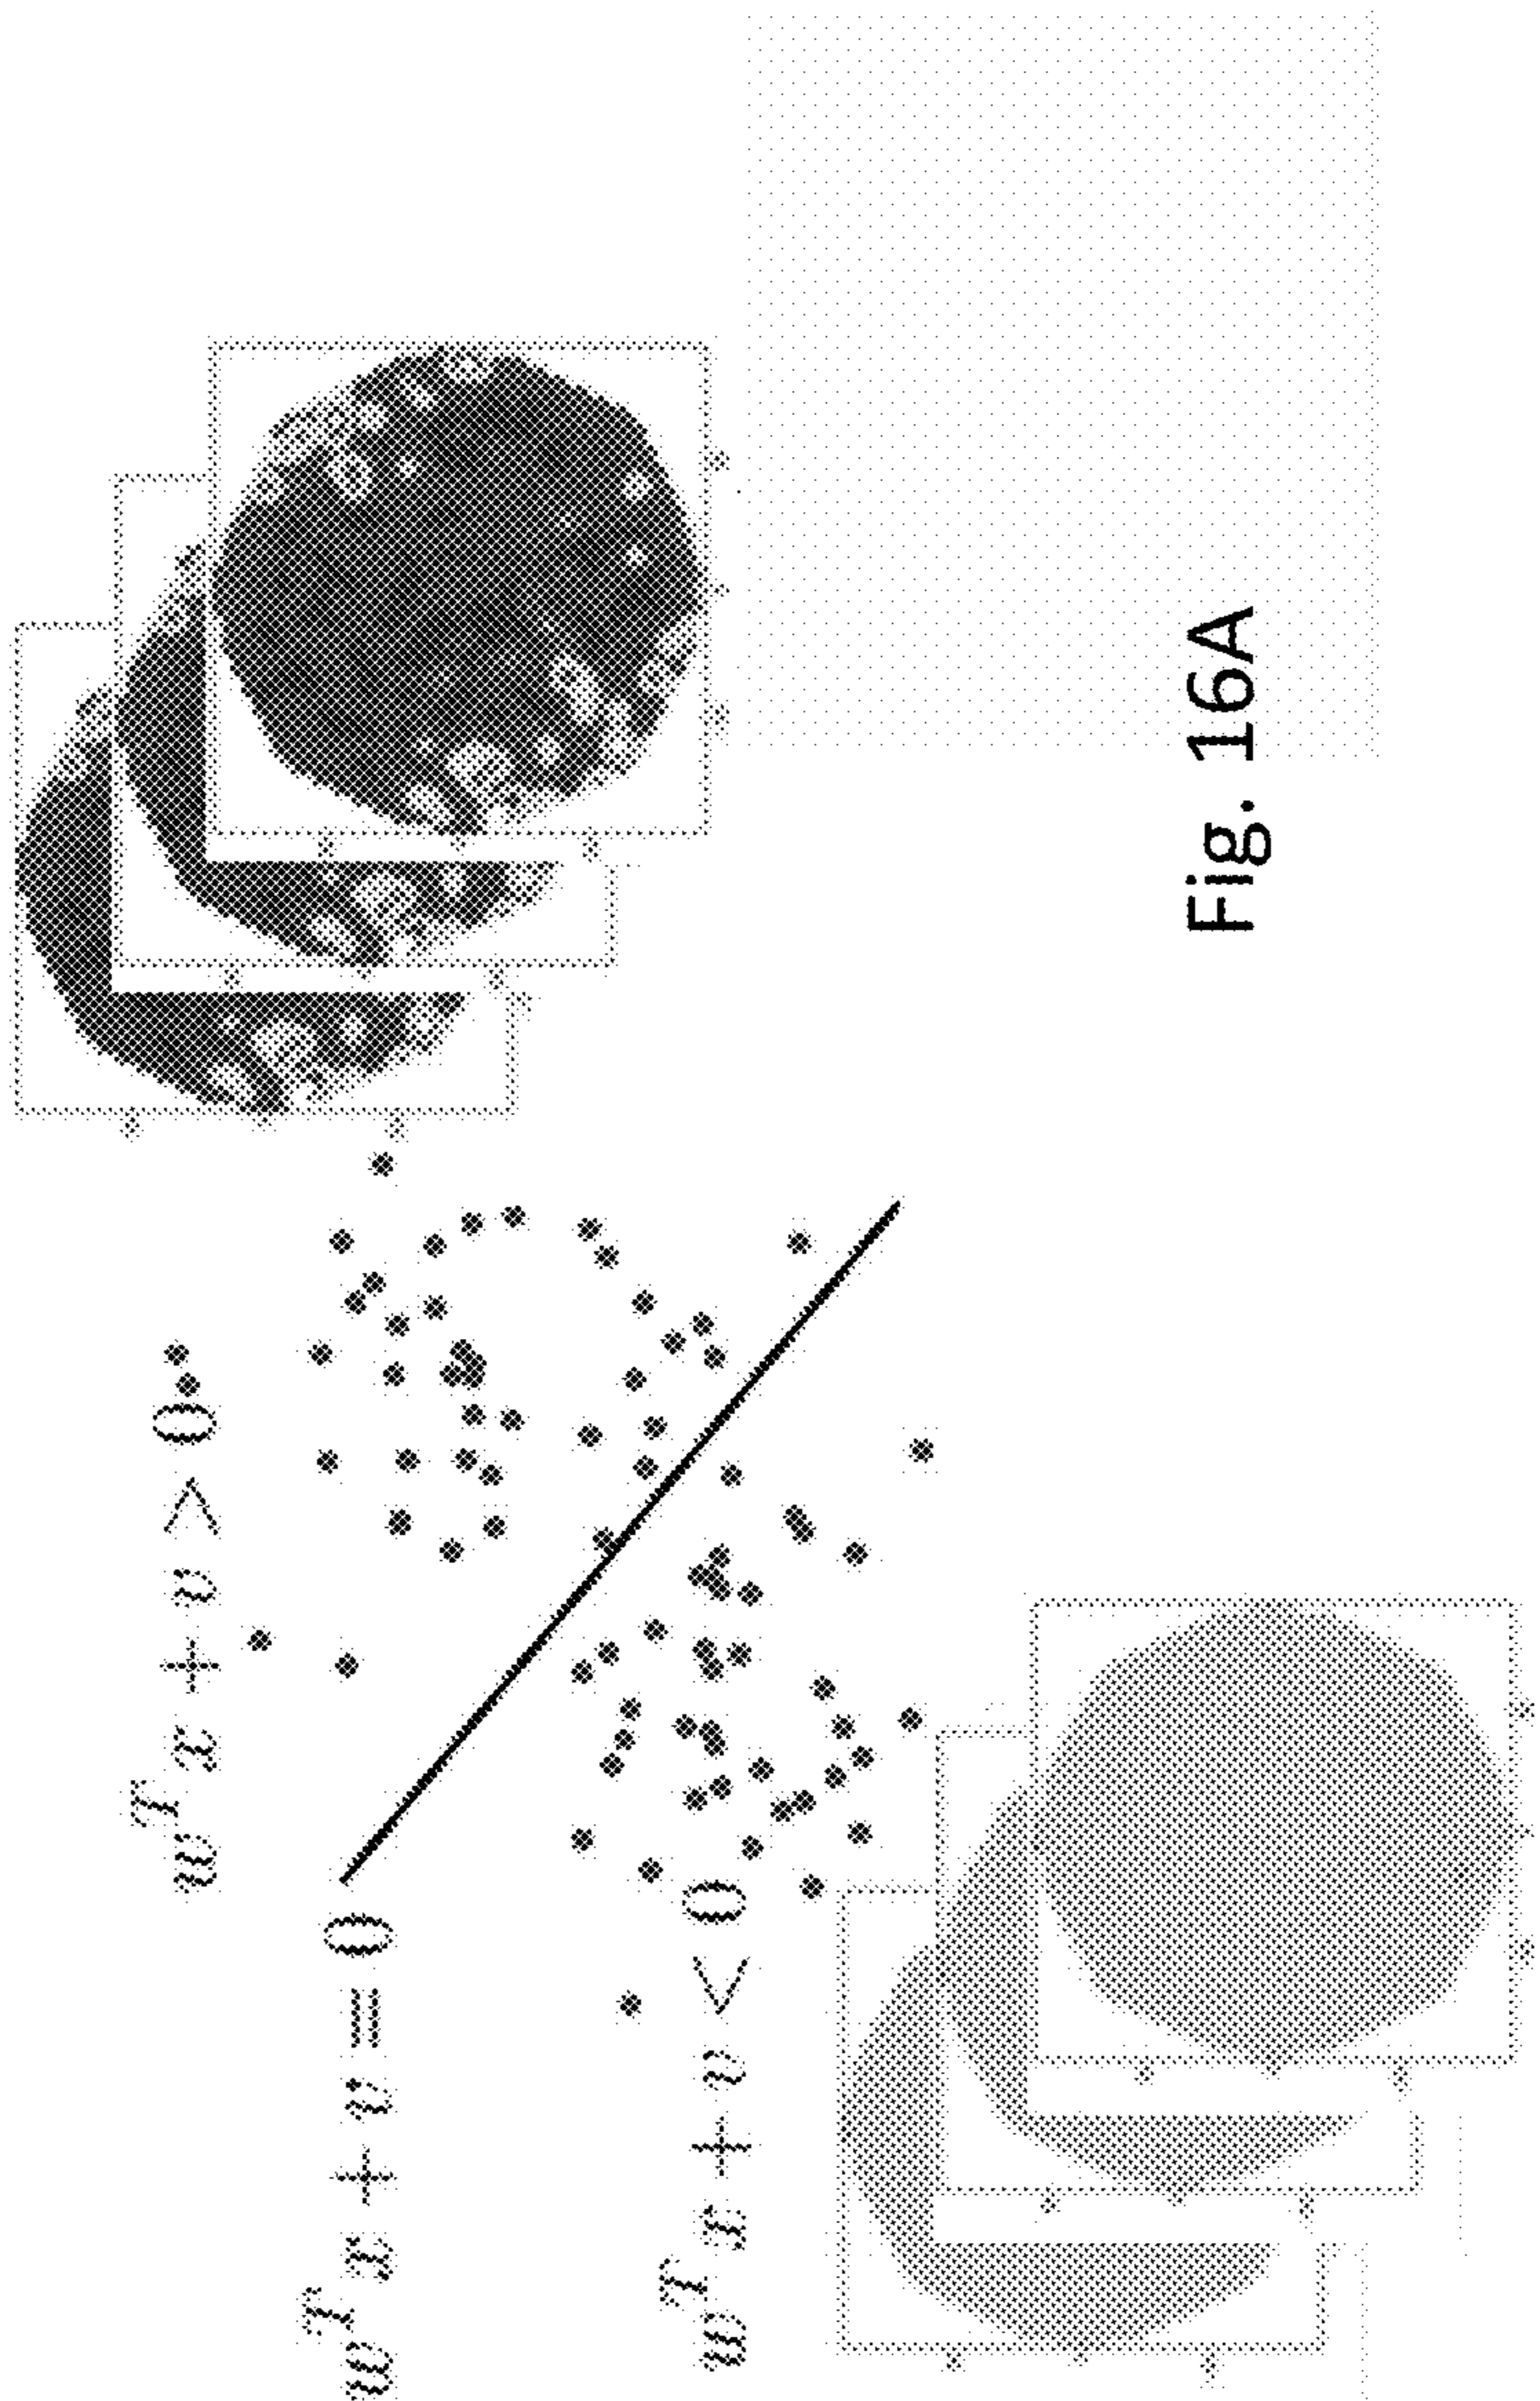 w^T x + v > 0
w^T x + v = 0
w^T x + v < 0
Fig. 16A